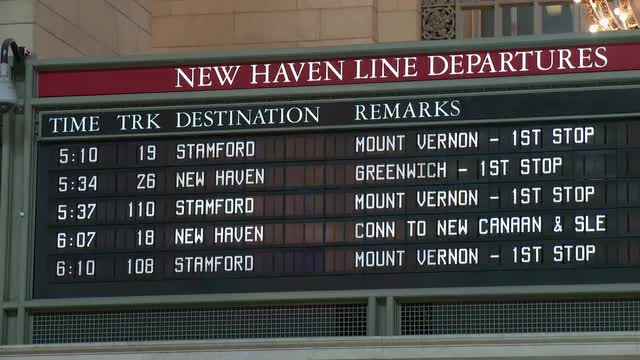 NEW HAVEN LINE DEPARTURES
TIME TRK DESTINATION REMARKS
5:10 19 STAMFORD MOUNT VERNON - 1ST STOP
5:34 26 NEW HAVEN GREENWICH - 1ST STOP
5:37 110 STAMFORD MOUNT VERNON - 1ST STOP
6:07 18 NEW HAVEN CONN TO NEW CANAAN & SLE
6:10 108 STAMFORD MOUNT VERNON - 1ST STOP